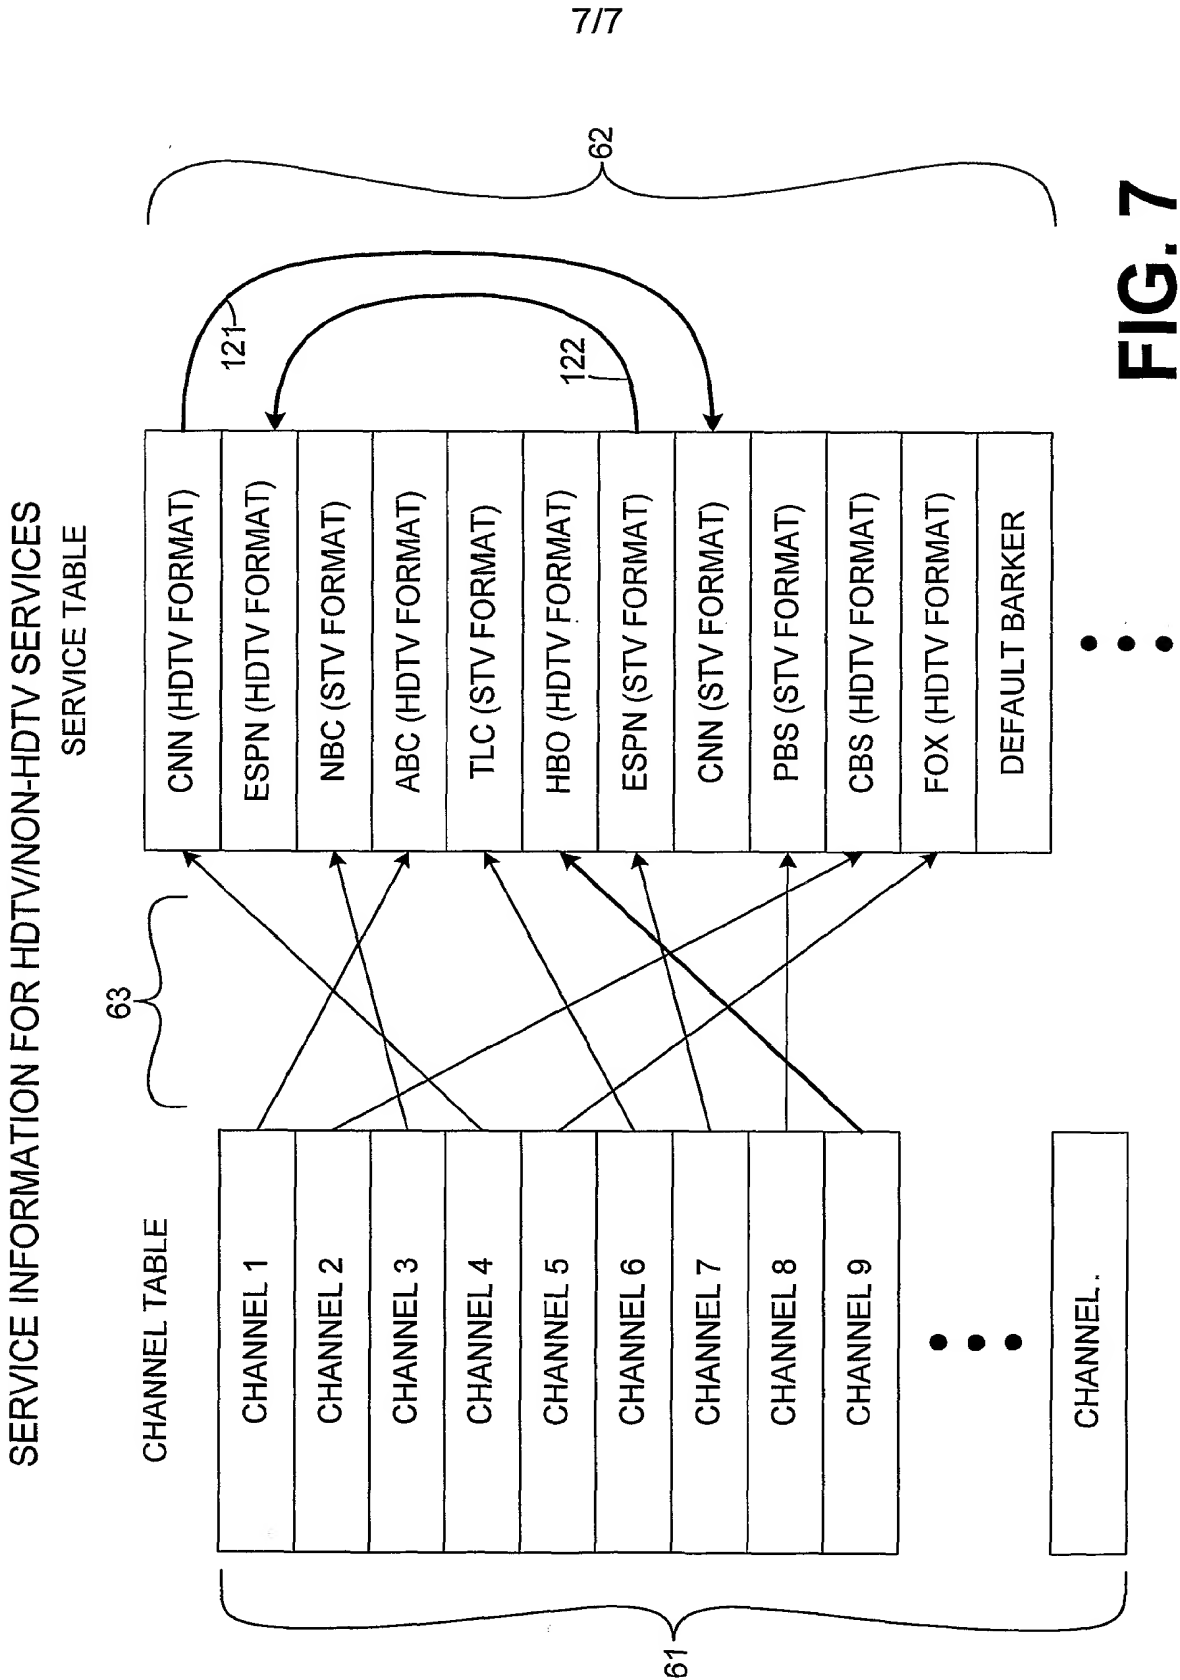 7/7
SERVICE INFORMATION FOR HDTV/NON-HDTV SERVICES
CHANNEL TABLE
CHANNEL 1
CHANNEL 2
CHANNEL 3
CHANNEL 4
CHANNEL 5
CHANNEL 6
CHANNEL 7
CHANNEL 8
CHANNEL 9
CHANNEL .
61
63
SERVICE TABLE
CNN (HDTV FORMAT)
ESPN (HDTV FORMAT)
NBC (STV FORMAT)
ABC (HDTV FORMAT)
TLC (STV FORMAT)
HBO (HDTV FORMAT)
ESPN (STV FORMAT)
CNN (STV FORMAT)
PBS (STV FORMAT)
CBS (HDTV FORMAT)
FOX (HDTV FORMAT)
DEFAULT BARKER
121
122
62
FIG. 7